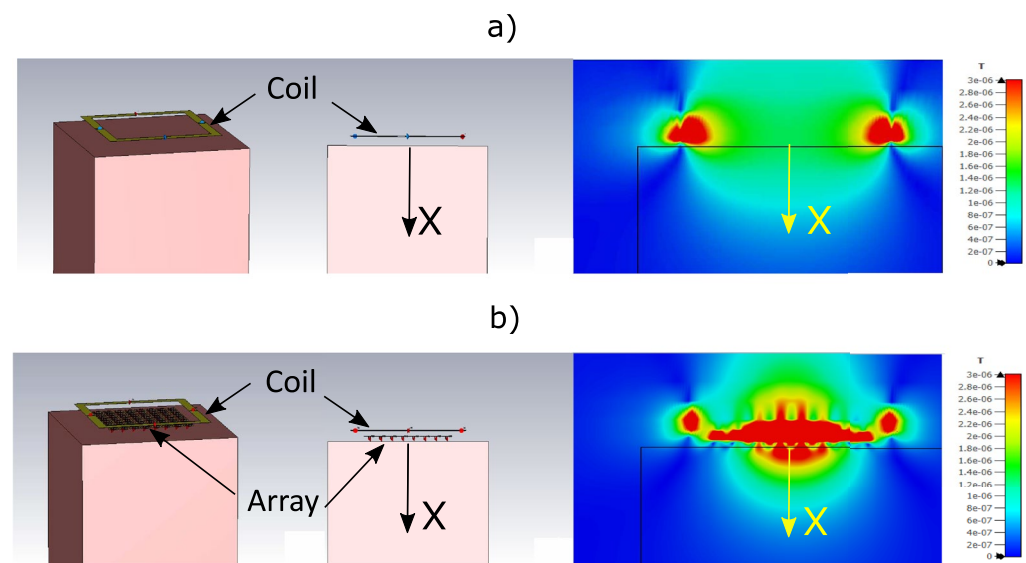 a)
Coil
X
X
T
3e-06
2.8e-06
2.6e-06
2.4e-06
2.2e-06
2e-06
1.8e-06
1.6e-06
1.4e-06
1.2e-06
1e-06
8e-07
6e-07
4e-07
2e-07
0
b)
Coil
Array
X
X
T
3e-06
2.8e-06
2.6e-06
2.4e-06
2.2e-06
2e-06
1.8e-06
1.6e-06
1.4e-06
1.2e-06
1e-06
8e-07
6e-07
4e-07
2e-07
0